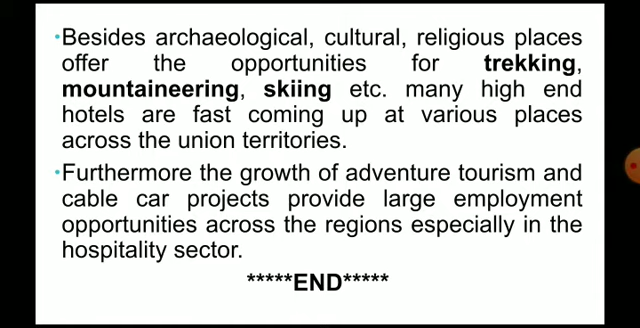 •Besides archaeological, cultural, religious places
offer the opportunities for trekking,
mountaineering, skiing etc. many high end
hotels are fast coming up at various places
across the union territories.
•Furthermore the growth of adventure tourism and
cable car projects provide large employment
opportunities across the regions especially in the
hospitality sector.
*****END*****